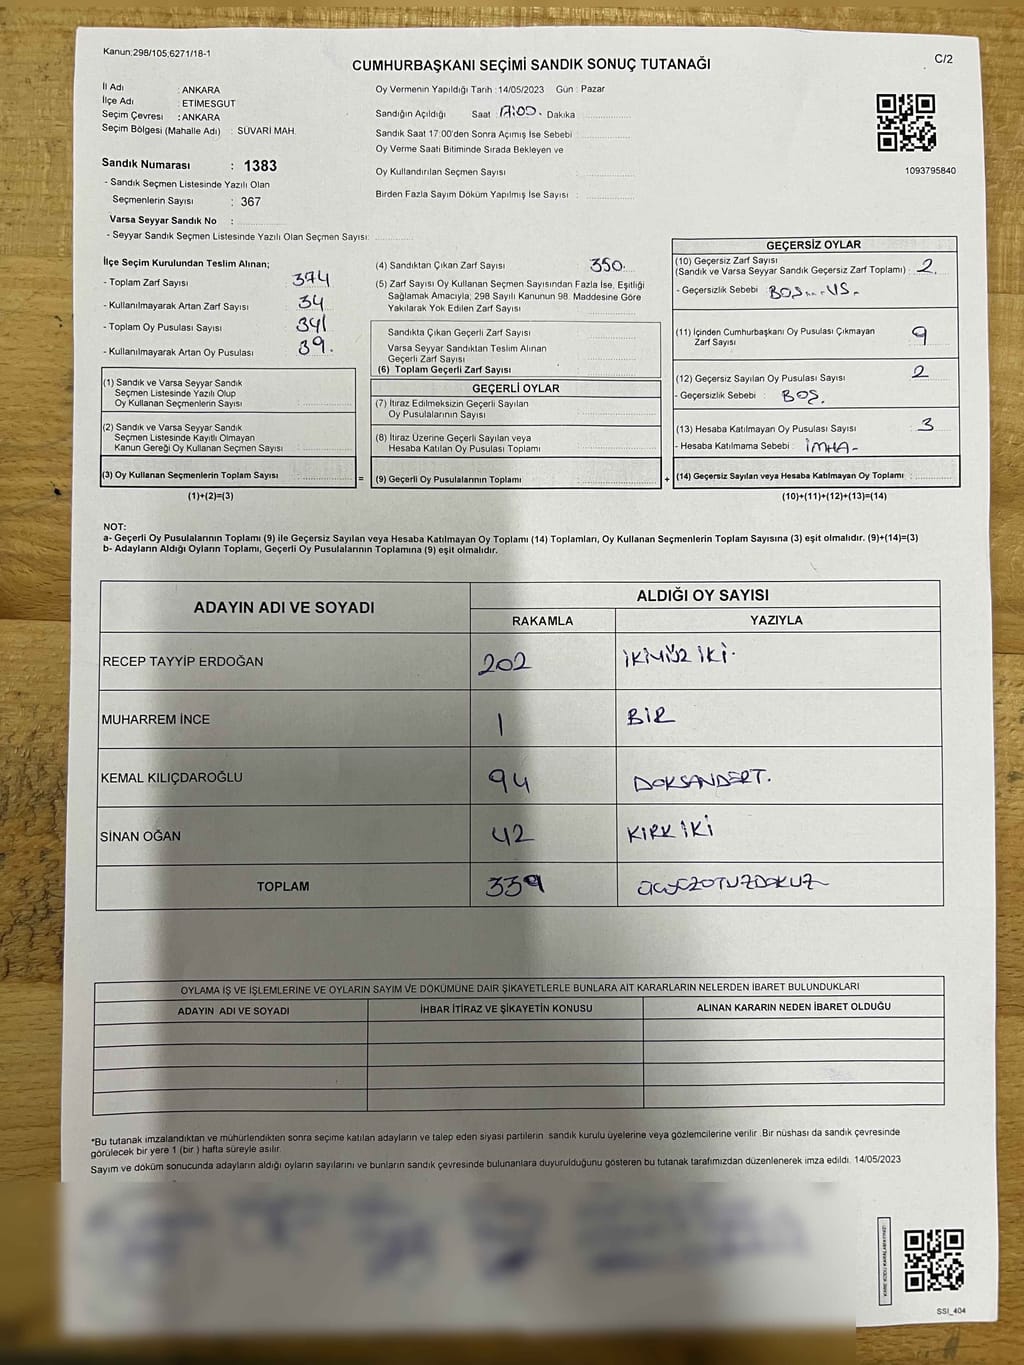 Kanun;298/105;6271/18-1
CUMHURBAŞKANI SEÇİMİ SANDIK SONUÇ TUTANAĞI
C/2
İl Adı : ANKARA
İlçe Adı : ETİMESGUT
Seçim Çevresi : ANKARA
Seçim Bölgesi (Mahalle Adı) : SÜVARİ MAH.
Oy Vermenin Yapıldığı Tarih : 14/05/2023 Gün : Pazar
Sandığın Açıldığı Saat : 17:00. Dakika
Sandık Saat 17:00'den Sonra Açımış İse Sebebi :
Oy Verme Saati Bitiminde Sırada Bekleyen ve
Oy Kullandırılan Seçmen Sayısı :
Birden Fazla Sayım Döküm Yapılmış İse Sayısı :
1093795840
Sandık Numarası : 1383
- Sandık Seçmen Listesinde Yazılı Olan
Seçmenlerin Sayısı : 367
Varsa Seyyar Sandık No :
- Seyyar Sandık Seçmen Listesinde Yazılı Olan Seçmen Sayısı:
İlçe Seçim Kurulundan Teslim Alınan;
- Toplam Zarf Sayısı 374
- Kullanılmayarak Artan Zarf Sayısı 34
- Toplam Oy Pusulası Sayısı 341
- Kullanılmayarak Artan Oy Pusulası 39.
(1) Sandık ve Varsa Seyyar Sandık
Seçmen Listesinde Yazılı Olup
Oy Kullanan Seçmenlerin Sayısı
(2) Sandık ve Varsa Seyyar Sandık
Seçmen Listesinde Kayıtlı Olmayan
Kanun Gereği Oy Kullanan Seçmen Sayısı
(3) Oy Kullanan Seçmenlerin Toplam Sayısı
(1)+(2)=(3)
(4) Sandıktan Çıkan Zarf Sayısı 350.
(5) Zarf Sayısı Oy Kullanan Seçmen Sayısından Fazla İse, Eşitliği
Sağlamak Amacıyla; 298 Sayılı Kanunun 98. Maddesine Göre
Yakılarak Yok Edilen Zarf Sayısı
Sandıkta Çıkan Geçerli Zarf Sayısı
Varsa Seyyar Sandıktan Teslim Alınan
Geçerli Zarf Sayısı
(6) Toplam Geçerli Zarf Sayısı
GEÇERLİ OYLAR
(7) İtiraz Edilmeksizin Geçerli Sayılan
Oy Pusulalarının Sayısı
(8) İtiraz Üzerine Geçerli Sayılan veya
Hesaba Katılan Oy Pusulası Toplamı
= (9) Geçerli Oy Pusulalarının Toplamı
GEÇERSİZ OYLAR
(10) Geçersiz Zarf Sayısı
(Sandık ve Varsa Seyyar Sandık Geçersiz Zarf Toplamı) : 2.
- Geçersizlik Sebebi :
(11) İçinden Cumhurbaşkanı Oy Pusulası Çıkmayan
Zarf Sayısı 9
(12) Geçersiz Sayılan Oy Pusulası Sayısı 2
- Geçersizlik Sebebi : BOŞ.
(13) Hesaba Katılmayan Oy Pusulası Sayısı 3
- Hesaba Katılmama Sebebi : İMHA-
+ (14) Geçersiz Sayılan veya Hesaba Katılmayan Oy Toplamı
(10)+(11)+(12)+(13)=(14)
NOT:
a- Geçerli Oy Pusulalarının Toplamı (9) ile Geçersiz Sayılan veya Hesaba Katılmayan Oy Toplamı (14) Toplamları, Oy Kullanan Seçmenlerin Toplam Sayısına (3) eşit olmalıdır. (9)+(14)=(3)
b- Adayların Aldığı Oyların Toplamı, Geçerli Oy Pusulalarının Toplamına (9) eşit olmalıdır.
ADAYIN ADI VE SOYADI
ALDIĞI OY SAYISI
RAKAMLA YAZIYLA
RECEP TAYYİP ERDOĞAN 202 İKİYÜZ İKİ.
MUHARREM İNCE 1 BİR
KEMAL KILIÇDAROĞLU 94 DOKSANDERT.
SİNAN OĞAN 42 KIRK İKİ
TOPLAM 339 ÜÇYÜZOTUZDOKUZ
OYLAMA İŞ VE İŞLEMLERİNE VE OYLARIN SAYIM VE DÖKÜMÜNE DAİR ŞİKAYETLERLE BUNLARA AİT KARARLARIN NELERDEN İBARET BULUNDUKLARI
ADAYIN ADI VE SOYADI İHBAR İTİRAZ VE ŞİKAYETİN KONUSU ALINAN KARARIN NEDEN İBARET OLDUĞU
*Bu tutanak imzalandıktan ve mühürlendikten sonra seçime katılan adayların ve talep eden siyasi partilerin sandık kurulu üyelerine veya gözlemcilerine verilir. Bir nüshası da sandık çevresinde
görülecek bir yere 1 (bir ) hafta süreyle asılır.
Sayım ve döküm sonucunda adayların aldığı oyların sayılarını ve bunların sandık çevresinde bulunanlara duyurulduğunu gösteren bu tutanak tarafımızdan düzenlenerek imza edildi. 14/05/2023
SSI_404